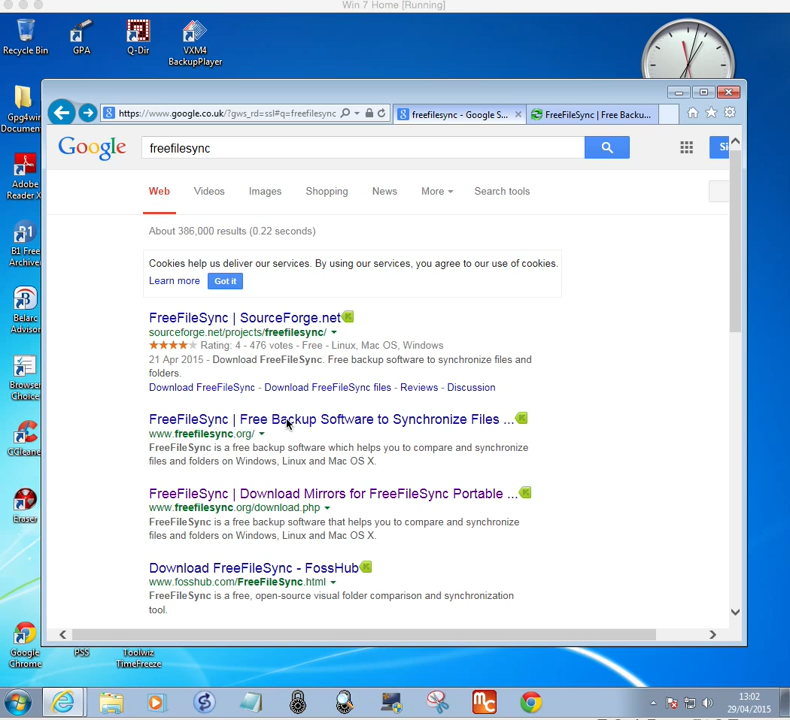 Win 7 Home [Running]
Recycle Bin
GPA
Q-Dir
VXM4
BackupPlayer
https://www.google.co.uk/?gws_rd=ssl#q=freefilesync
freefilesync - Google S...
FreeFileSync | Free Backu...
Gpg4win
Document
Google
freefilesync
Si
Adobe
Reader X
Web
Videos
Images
Shopping
News
More
Search tools
About 386,000 results (0.22 seconds)
B1
B1 Free
Archiver
Cookies help us deliver our services. By using our services, you agree to our use of cookies.
Learn more
Got it
Belarc
Advisor
FreeFileSync | SourceForge.net
sourceforge.net/projects/freefilesync/
Rating: 4 - 476 votes - Free - Linux, Mac OS, Windows
21 Apr 2015 - Download FreeFileSync. Free backup software to synchronize files and
folders.
Download FreeFileSync - Download FreeFileSync files - Reviews - Discussion
Browser
Choice
FreeFileSync | Free Backup Software to Synchronize Files ...
www.freefilesync.org/
FreeFileSync is a free backup software which helps you to compare and synchronize
files and folders on Windows, Linux and Mac OS X.
CCleaner
FreeFileSync | Download Mirrors for FreeFileSync Portable ...
www.freefilesync.org/download.php
FreeFileSync is a free backup software that helps you to compare and synchronize
files and folders on Windows, Linux and Mac OS X.
Eraser
Download FreeFileSync - FossHub
www.fosshub.com/FreeFileSync.html
FreeFileSync is a free, open-source visual folder comparison and synchronization
tool.
Google
Chrome
PSS
Toolwiz
TimeFreeze
mc
13:02
29/04/2015